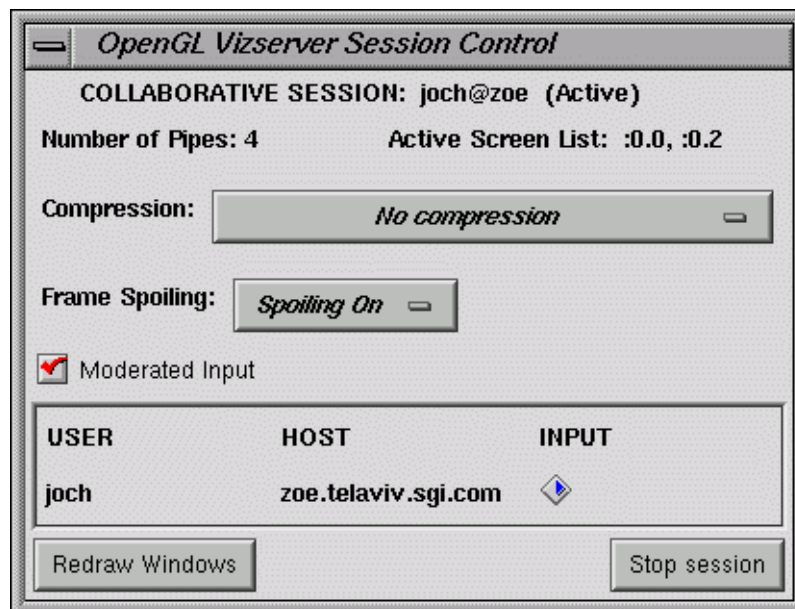 OpenGL Vizserver Session Control
COLLABORATIVE SESSION: joch@zoe (Active)
Number of Pipes: 4 Active Screen List: :0.0, :0.2
Compression: No compression
Frame Spoiling: Spoiling On
Moderated Input
USER HOST INPUT
joch zoe.telaviv.sgi.com
Redraw Windows Stop session